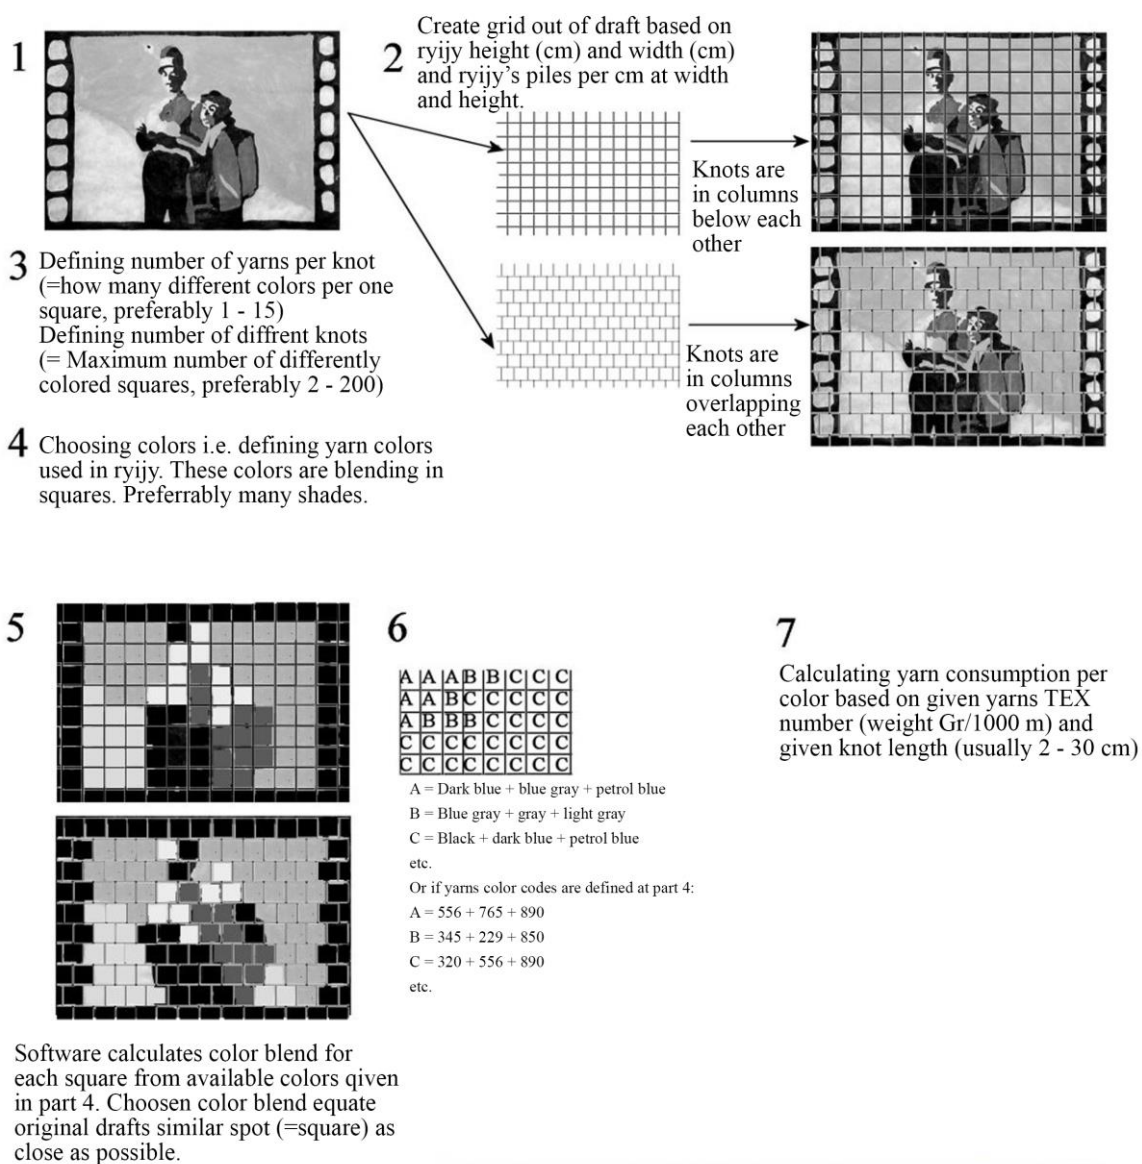 1
2
Create grid out of draft based on
ryijy height (cm) and width (cm)
and ryijy's piles per cm at width
and height.
Knots are
in columns
below each
other
Knots are
in columns
overlapping
each other
3
Defining number of yarns per knot
(=how many different colors per one
square, preferably 1 - 15)
Defining number of diffrent knots
(= Maximum number of differently
colored squares, preferably 2 - 200)
4
Choosing colors i.e. defining yarn colors
used in ryijy. These colors are blending in
squares. Preferrably many shades.
5
Software calculates color blend for
each square from available colors qiven
in part 4. Choosen color blend equate
original drafts similar spot (=square) as
close as possible.
6
A A A B B C C C
A A B C C C C C
A B B B C C C C
C C C C C C C C
C C C C C C C C
A = Dark blue + blue gray + petrol blue
B = Blue gray + gray + light gray
C = Black + dark blue + petrol blue
etc.
Or if yarns color codes are defined at part 4:
A = 556 + 765 + 890
B = 345 + 229 + 850
C = 320 + 556 + 890
etc.
7
Calculating yarn consumption per
color based on given yarns TEX
number (weight Gr/1000 m) and
given knot length (usually 2 - 30 cm)